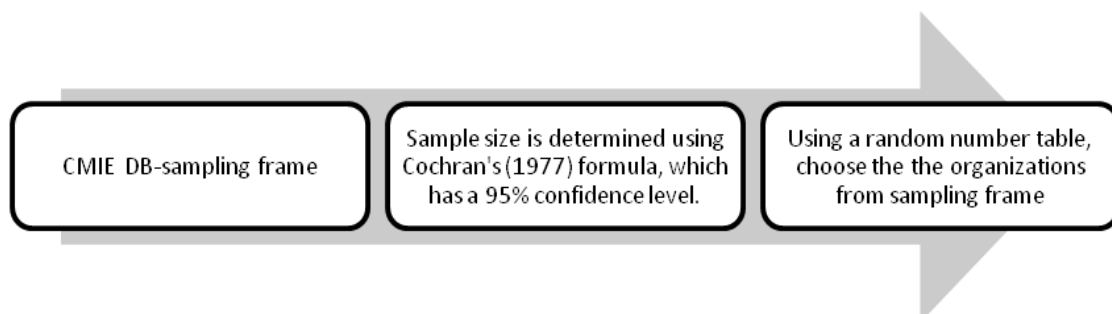 CMIE DB-sampling frame
Sample size is determined using
Cochran's (1977) formula, which
has a 95% confidence level.
Using a random number table,
choose the the organizations
from sampling frame